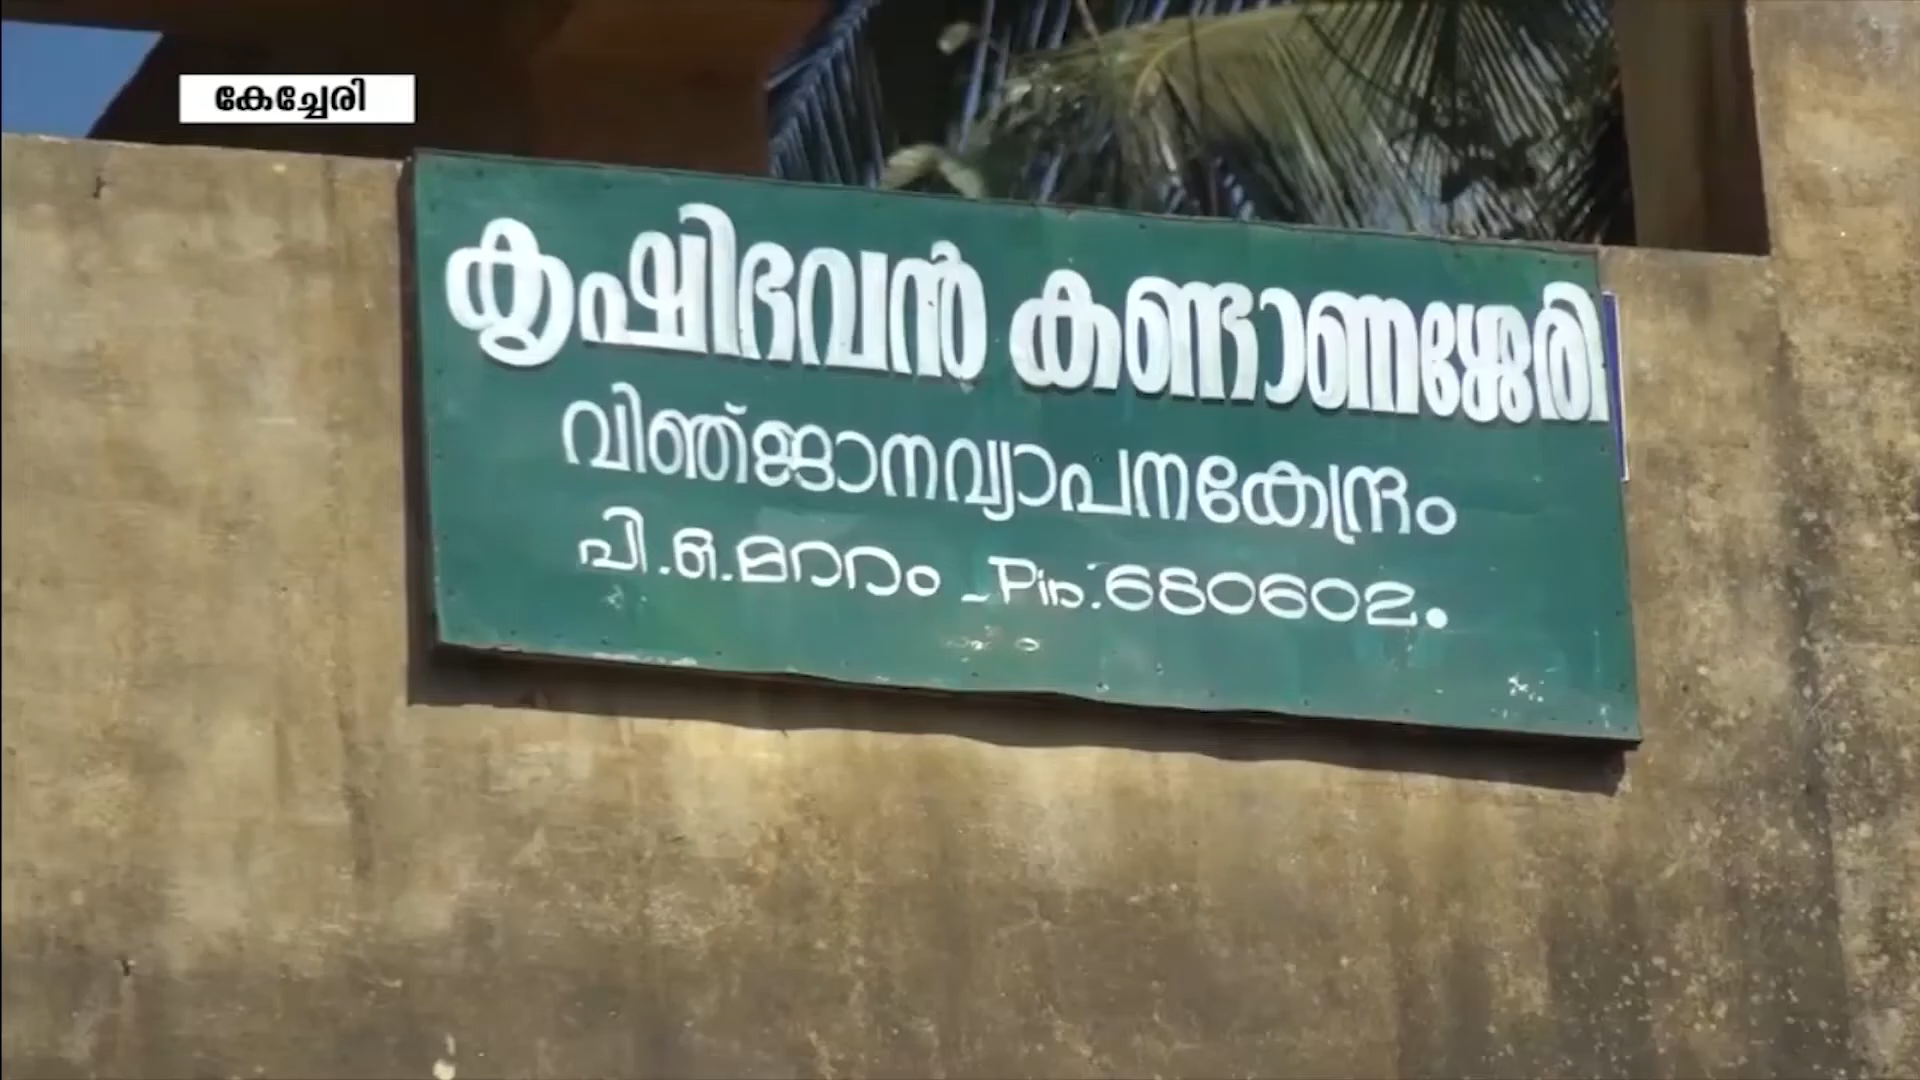 കേച്ചേരി
കൃഷിഭവൻ കണ്ടാണശ്ശേരി
വിഞ്ജാനവ്യാപനകേന്ദ്രം
പി.ഒ.മററം - Pin:680602.